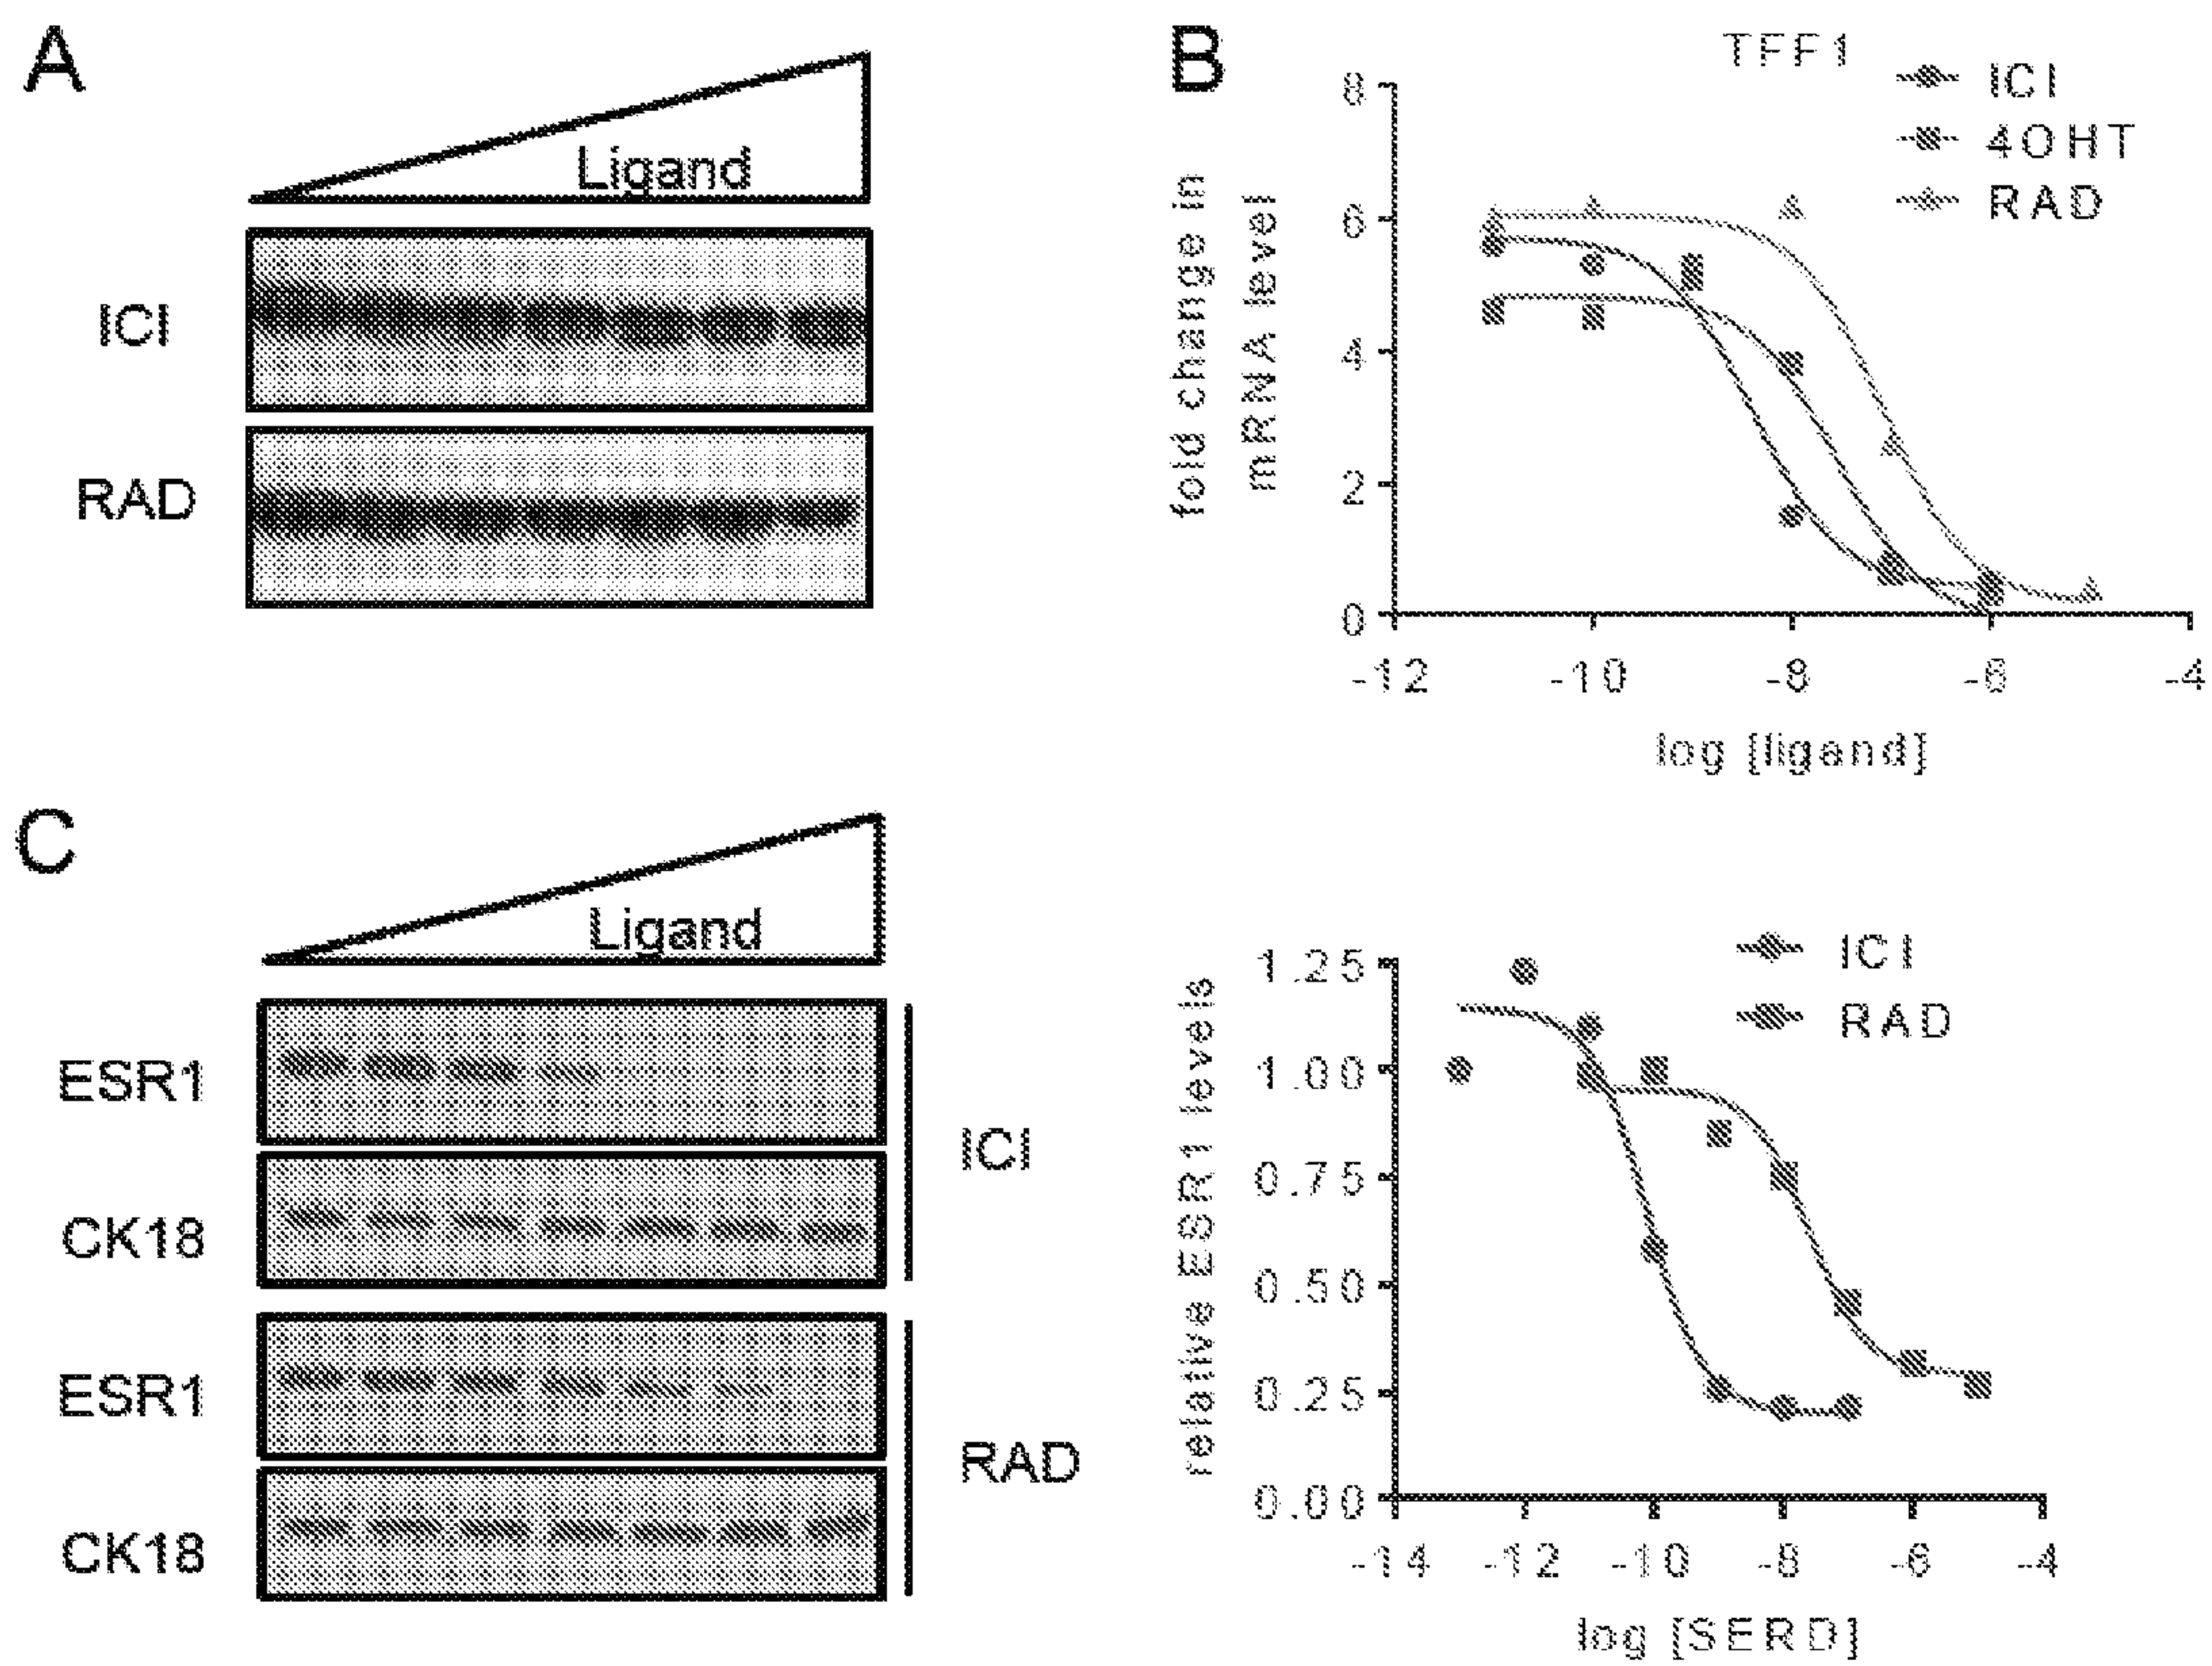 A
Ligand
ICI
RAD
B
TFF1
ICI
4OHT
RAD
fold change in
mRNA level
8
6
4
2
0
-12 -10 -8 -6 -4
log [ligand]
C
Ligand
ESR1
CK18
ICI
ESR1
CK18
RAD
ICI
RAD
relative ESR1 levels
1.25
1.00
0.75
0.50
0.25
0.00
-14 -12 -10 -8 -6 -4
log [SERD]